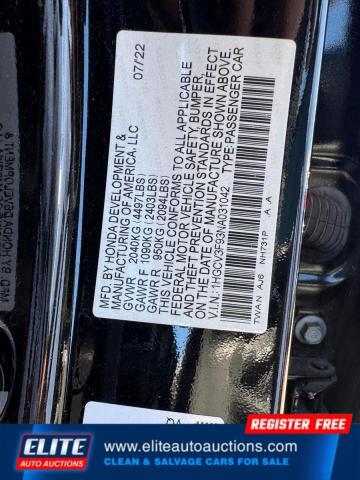 MFD. BY HONDA DEVELOPMENT & 07/22
MANUFACTURING OF AMERICA, LLC
GVWR 2040KG (4497LBS)
GAWR F 1090KG (2403LBS)
GAWR R 950KG (2094LBS)
THIS VEHICLE CONFORMS TO ALL APPLICABLE
FEDERAL MOTOR VEHICLE SAFETY, BUMPER,
AND THEFT PREVENTION STANDARDS IN EFFECT
ON THE DATE OF MANUFACTURE SHOWN ABOVE.
V.I.N.: 1HGCV3F93NA031042 TYPE:PASSENGER CAR
TWAN AJ6 NH731P A A
ELITE
AUTO AUCTIONS
REGISTER FREE
www.eliteautoauctions.com
CLEAN & SALVAGE CARS FOR SALE